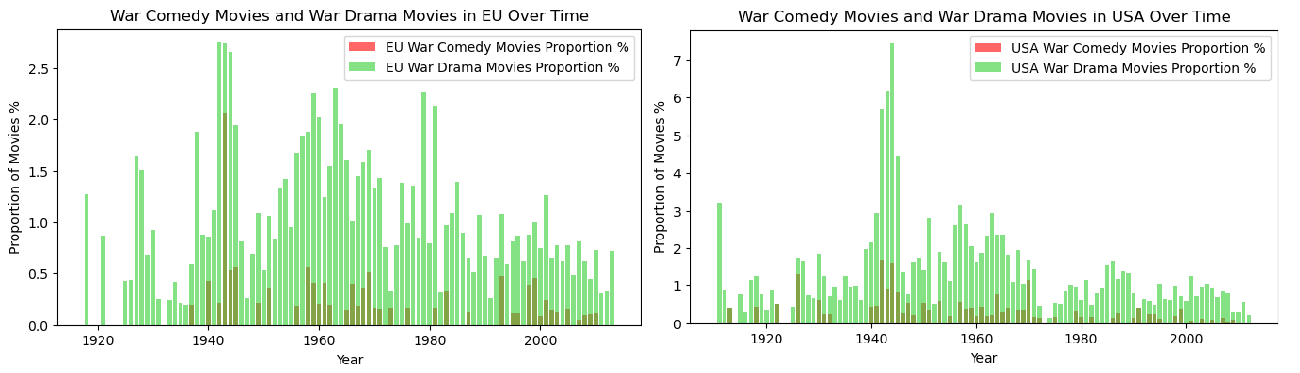 War Comedy Movies and War Drama Movies in EU Over Time
EU War Comedy Movies Proportion %
EU War Drama Movies Proportion %
Proportion of Movies %
2.5
2.0
1.5
1.0
0.5
0.0
1920 1940 1960 1980 2000
Year
War Comedy Movies and War Drama Movies in USA Over Time
USA War Comedy Movies Proportion %
USA War Drama Movies Proportion %
Proportion of Movies %
7
6
5
4
3
2
1
0
1920 1940 1960 1980 2000
Year